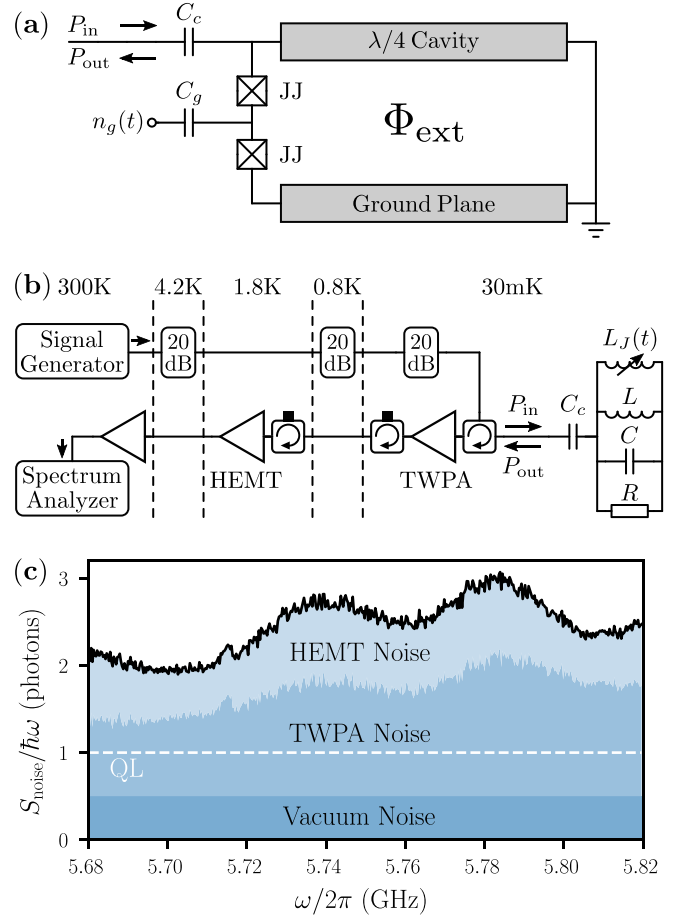 (a)
P_in
P_out
C_c
λ/4 Cavity
JJ
C_g
n_g(t)
Φ_ext
JJ
Ground Plane
(b)
300K
4.2K
1.8K
0.8K
30mK
Signal
Generator
20
dB
20
dB
20
dB
L_J(t)
P_in
C_c
L
P_out
C
R
Spectrum
Analyzer
HEMT
TWPA
(c)
S_noise/ℏω (photons)
3
2
1
0
HEMT Noise
TWPA Noise
QL
Vacuum Noise
5.68
5.70
5.72
5.74
5.76
5.78
5.80
5.82
ω/2π (GHz)